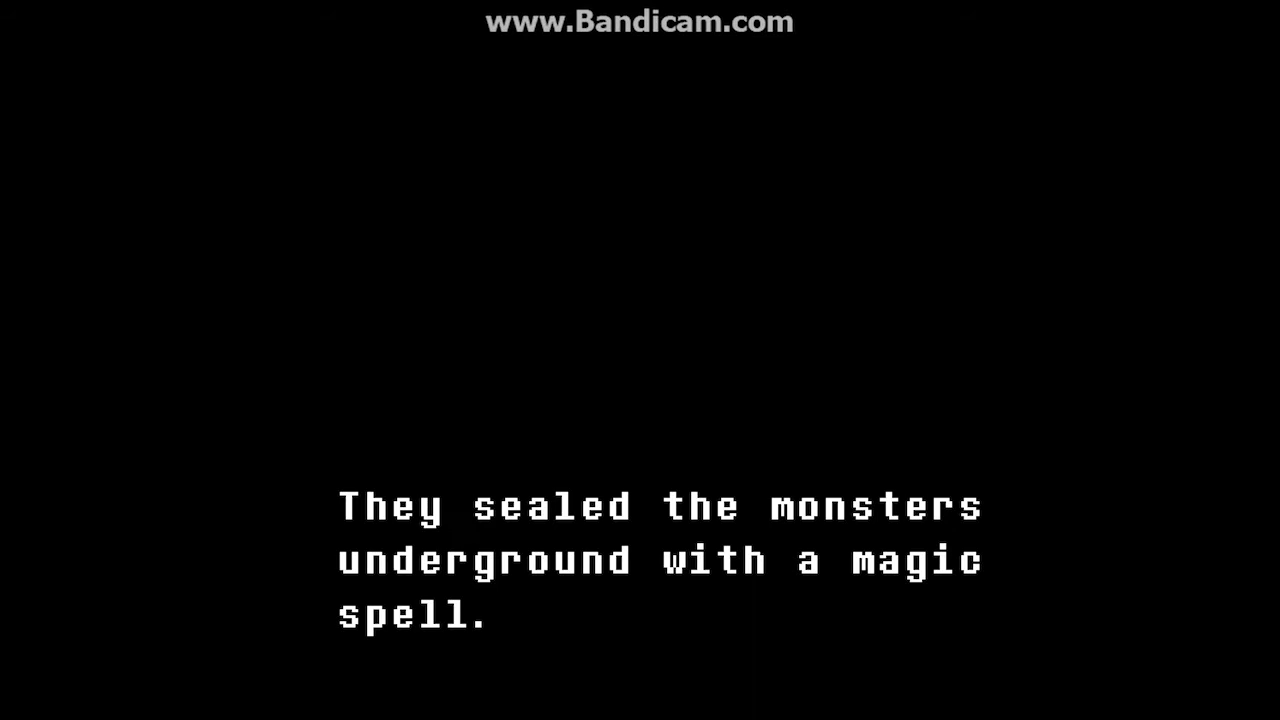 www.Bandicam.com
They sealed the monsters
underground with a magic
spell.